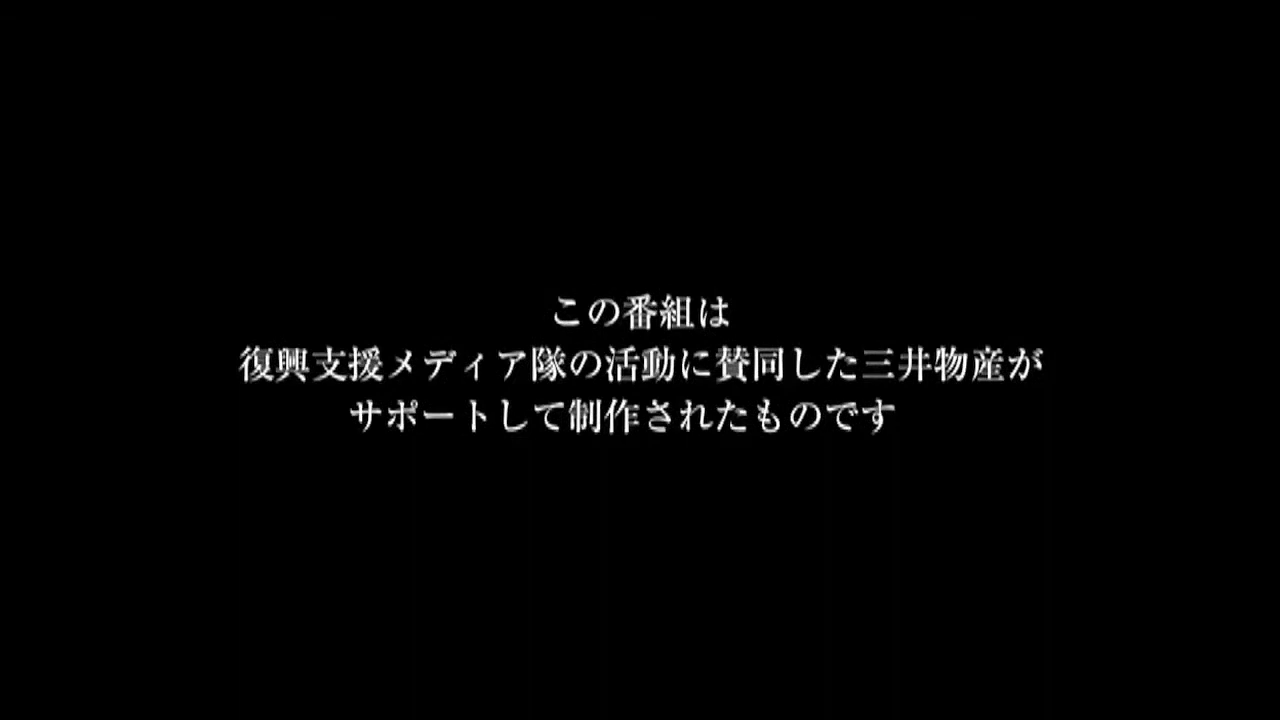 この番組は
復興支援メディア隊の活動に賛同した三井物産が
サポートして制作されたものです